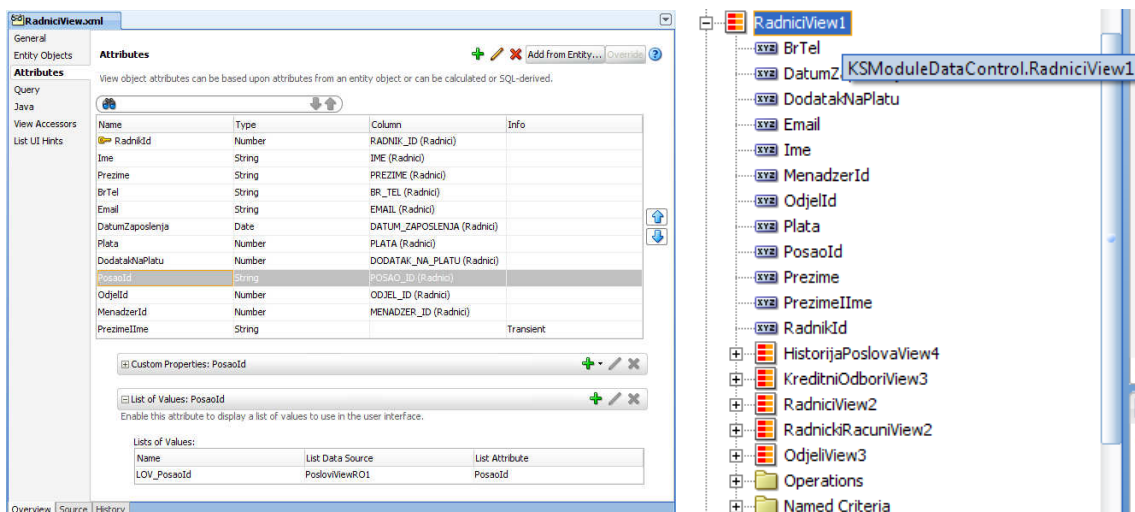 RadniciView.xml
General
Entity Objects
Attributes
Query
Java
View Accessors
List UI Hints
Attributes
Add from Entity... Override
View object attributes can be based upon attributes from an entity object or can be calculated or SQL-derived.
Name Type Column Info
RadnikId Number RADNIK_ID (Radnici)
Ime String IME (Radnici)
Prezime String PREZIME (Radnici)
BrTel String BR_TEL (Radnici)
Email String EMAIL (Radnici)
DatumZaposlenja Date DATUM_ZAPOSLENJA (Radnici)
Plata Number PLATA (Radnici)
DodatakNaPlatu Number DODATAK_NA_PLATU (Radnici)
PosaoId String POSAO_ID (Radnici)
OdjelId Number ODJEL_ID (Radnici)
MenadzerId Number MENADZER_ID (Radnici)
PrezimeIIme String Transient
Custom Properties: PosaoId
List of Values: PosaoId
Enable this attribute to display a list of values to use in the user interface.
Lists of Values:
Name List Data Source List Attribute
LOV_PosaoId PosloviViewRO1 PosaoId
Overview Source History
RadniciView1
BrTel
DatumZ
KSModuleDataControl.RadniciView1
DodatakNaPlatu
Email
Ime
MenadzerId
OdjelId
Plata
PosaoId
Prezime
PrezimeIIme
RadnikId
HistorijaPoslovaView4
KreditniOdboriView3
RadniciView2
RadnickiRacuniView2
OdjeliView3
Operations
Named Criteria